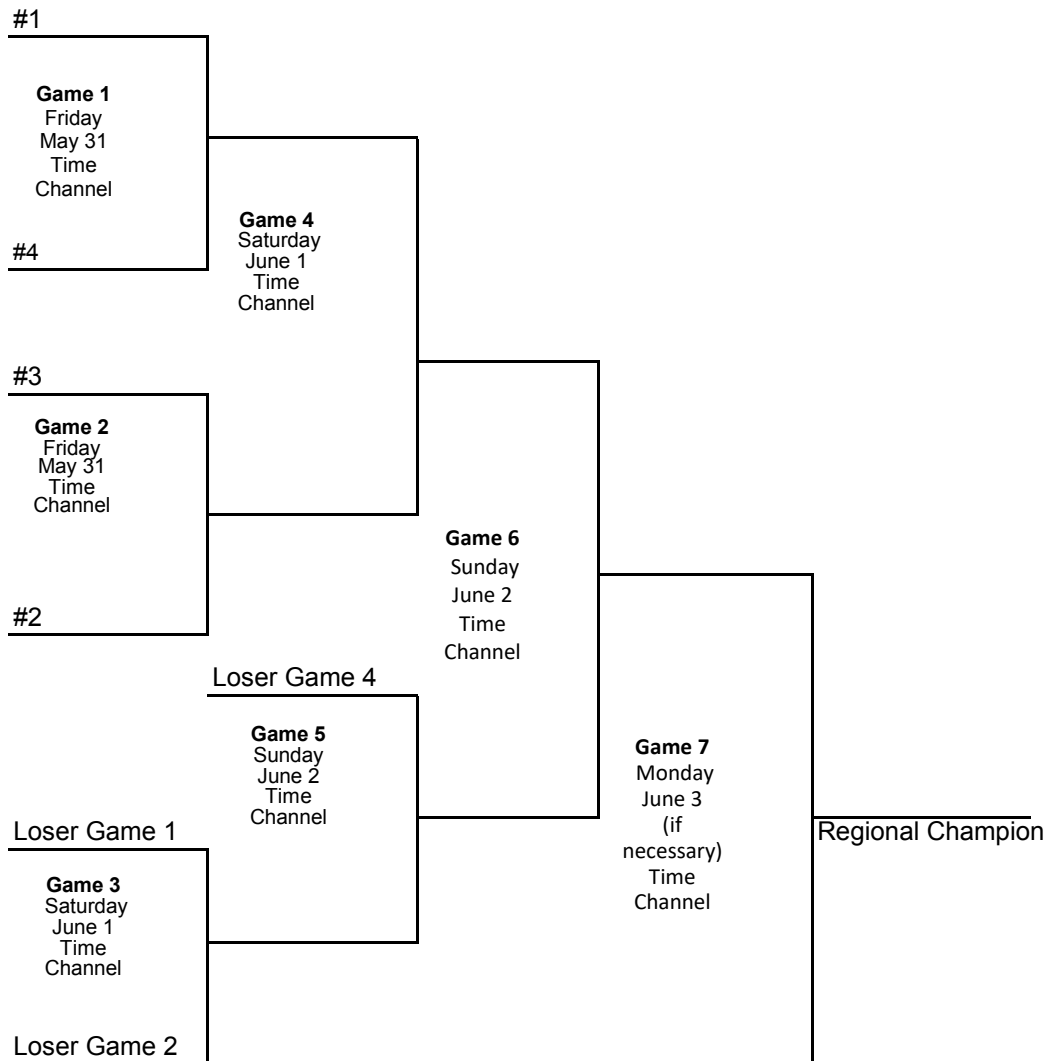 #1
Game 1
Friday
May 31
Time
Channel
#4
Game 4
Saturday
June 1
Time
Channel
#3
Game 2
Friday
May 31
Time
Channel
#2
Game 6
Sunday
June 2
Time
Channel
Loser Game 4
Game 5
Sunday
June 2
Time
Channel
Game 7
Monday
June 3
(if
necessary)
Time
Channel
Regional Champion
Loser Game 1
Game 3
Saturday
June 1
Time
Channel
Loser Game 2